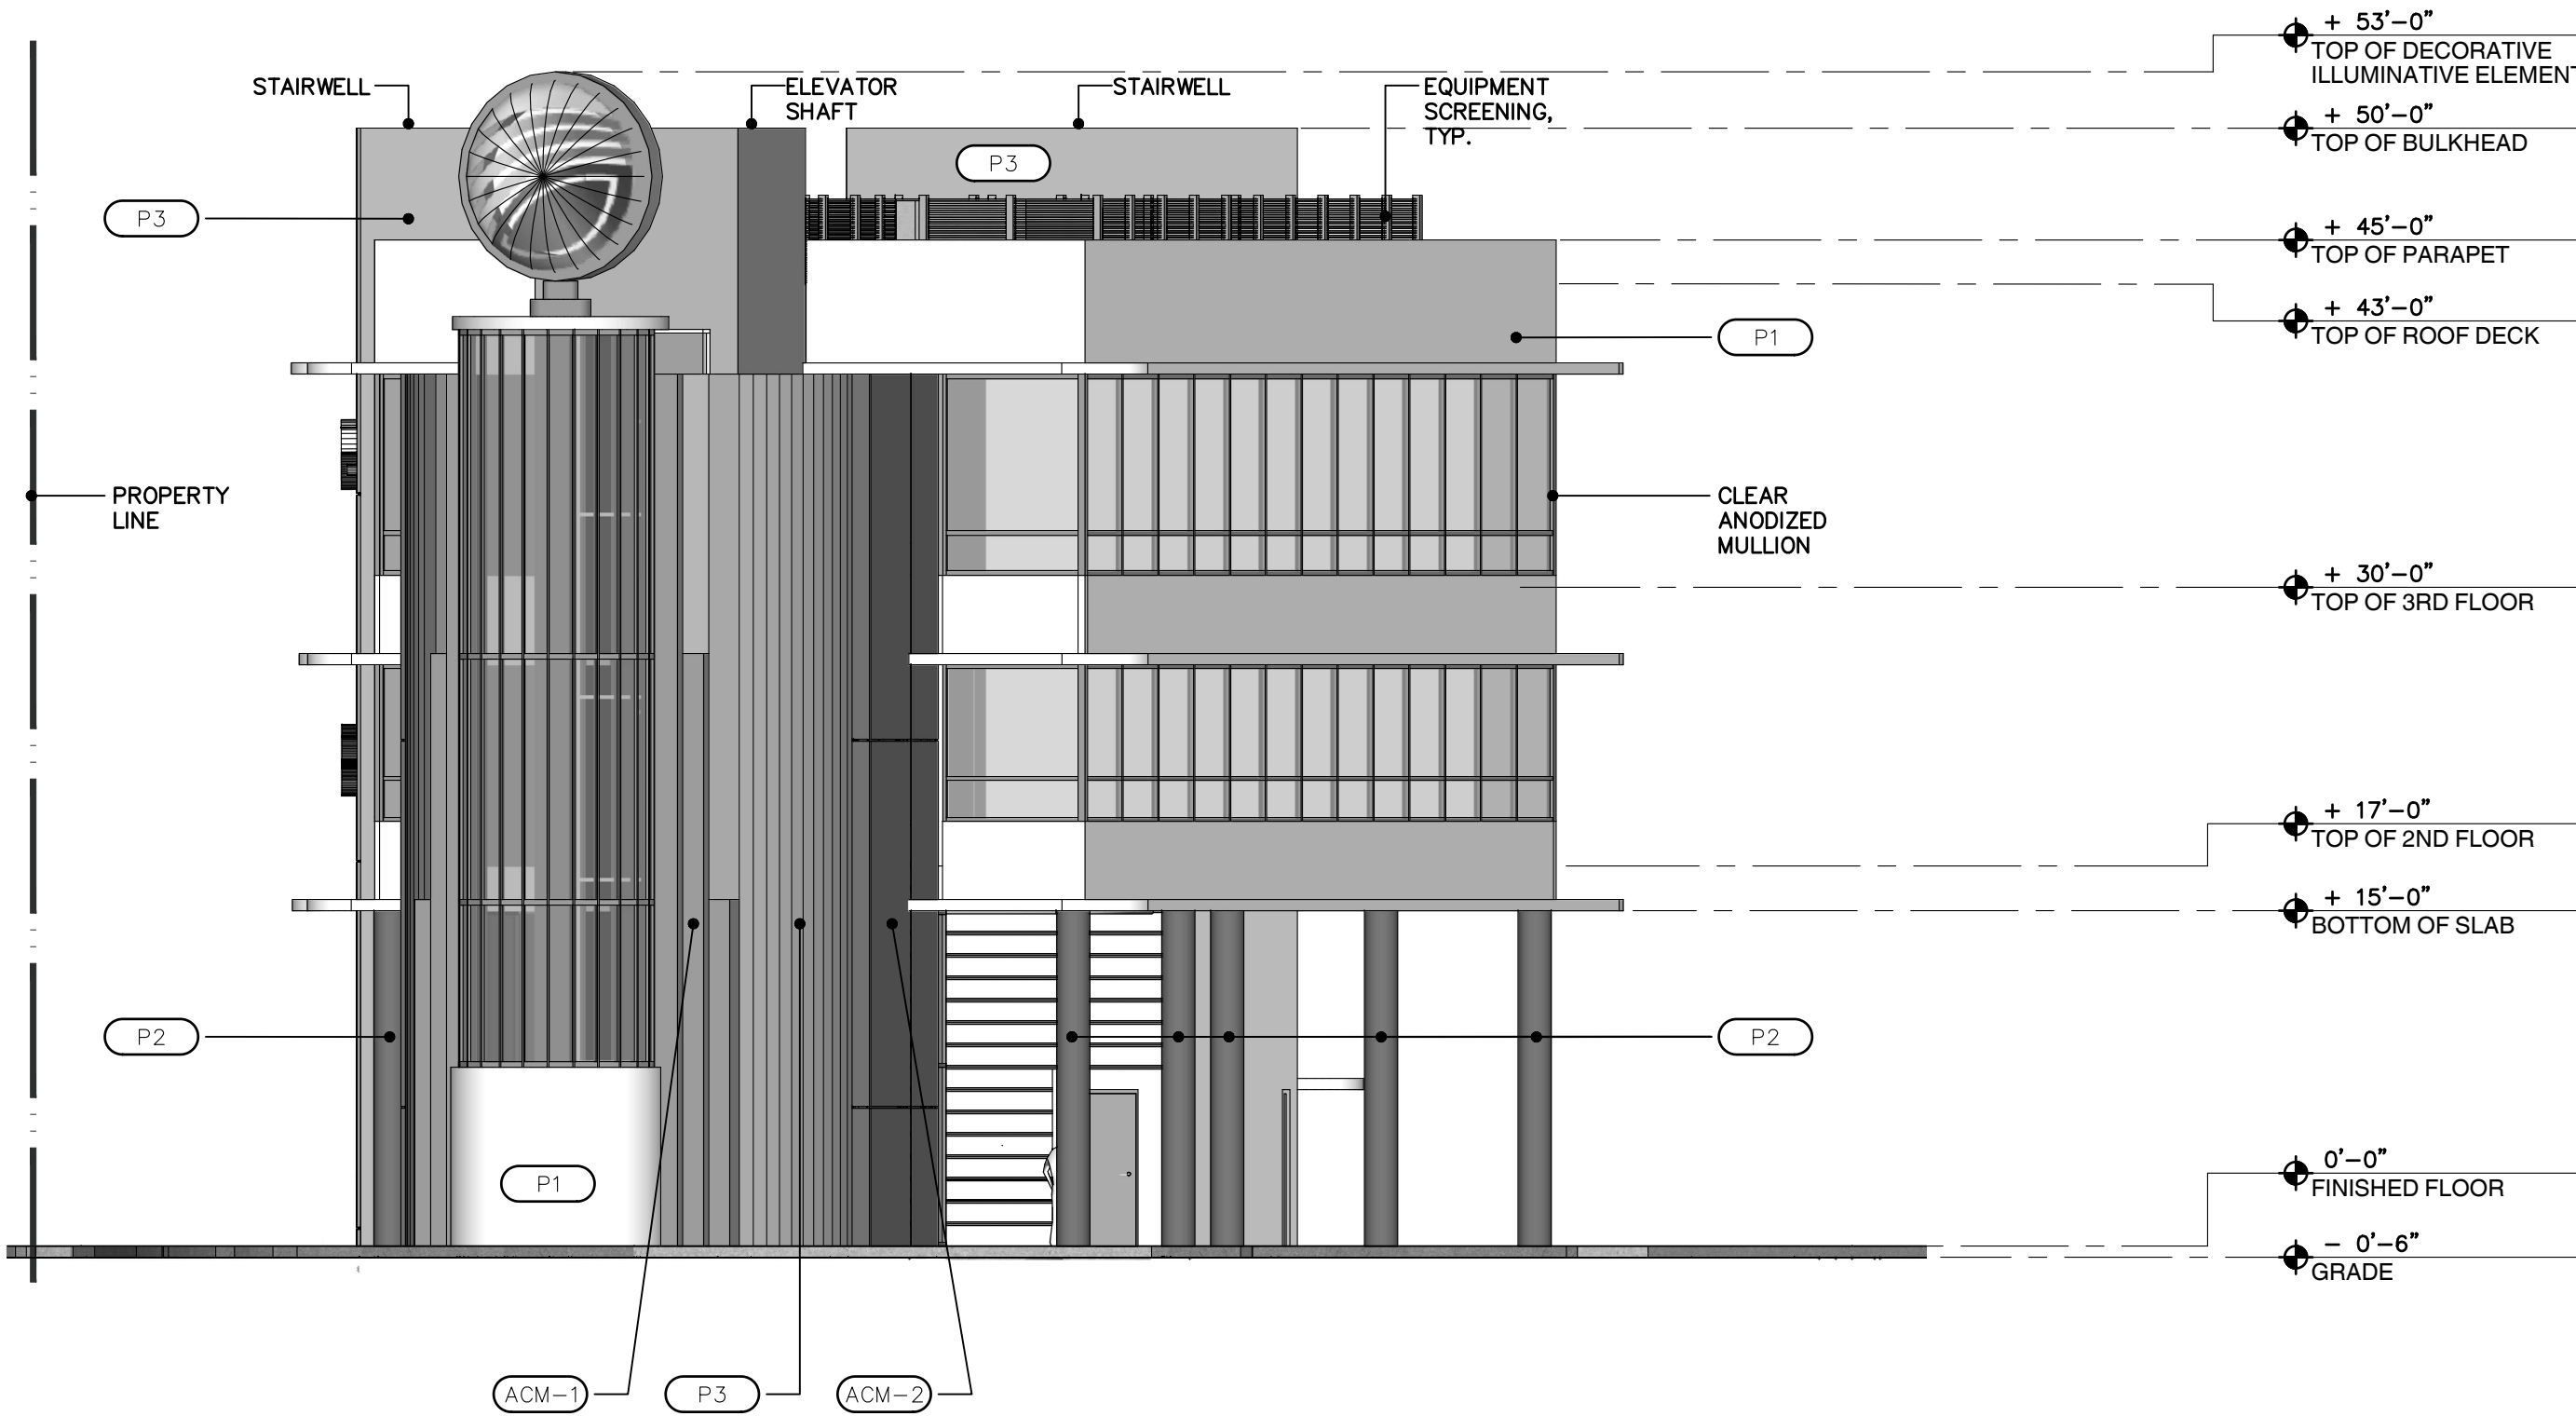 + 53'-0"
TOP OF DECORATIVE
ILLUMINATIVE ELEMENT
STAIRWELL
ELEVATOR
SHAFT
STAIRWELL
EQUIPMENT
SCREENING,
TYP.
+ 50'-0"
TOP OF BULKHEAD
P3
P3
+ 45'-0"
TOP OF PARAPET
+ 43'-0"
TOP OF ROOF DECK
P1
PROPERTY
LINE
CLEAR
ANODIZED
MULLION
+ 30'-0"
TOP OF 3RD FLOOR
+ 17'-0"
TOP OF 2ND FLOOR
+ 15'-0"
BOTTOM OF SLAB
P2
P2
P1
0'-0"
FINISHED FLOOR
- 0'-6"
GRADE
ACM-1
P3
ACM-2